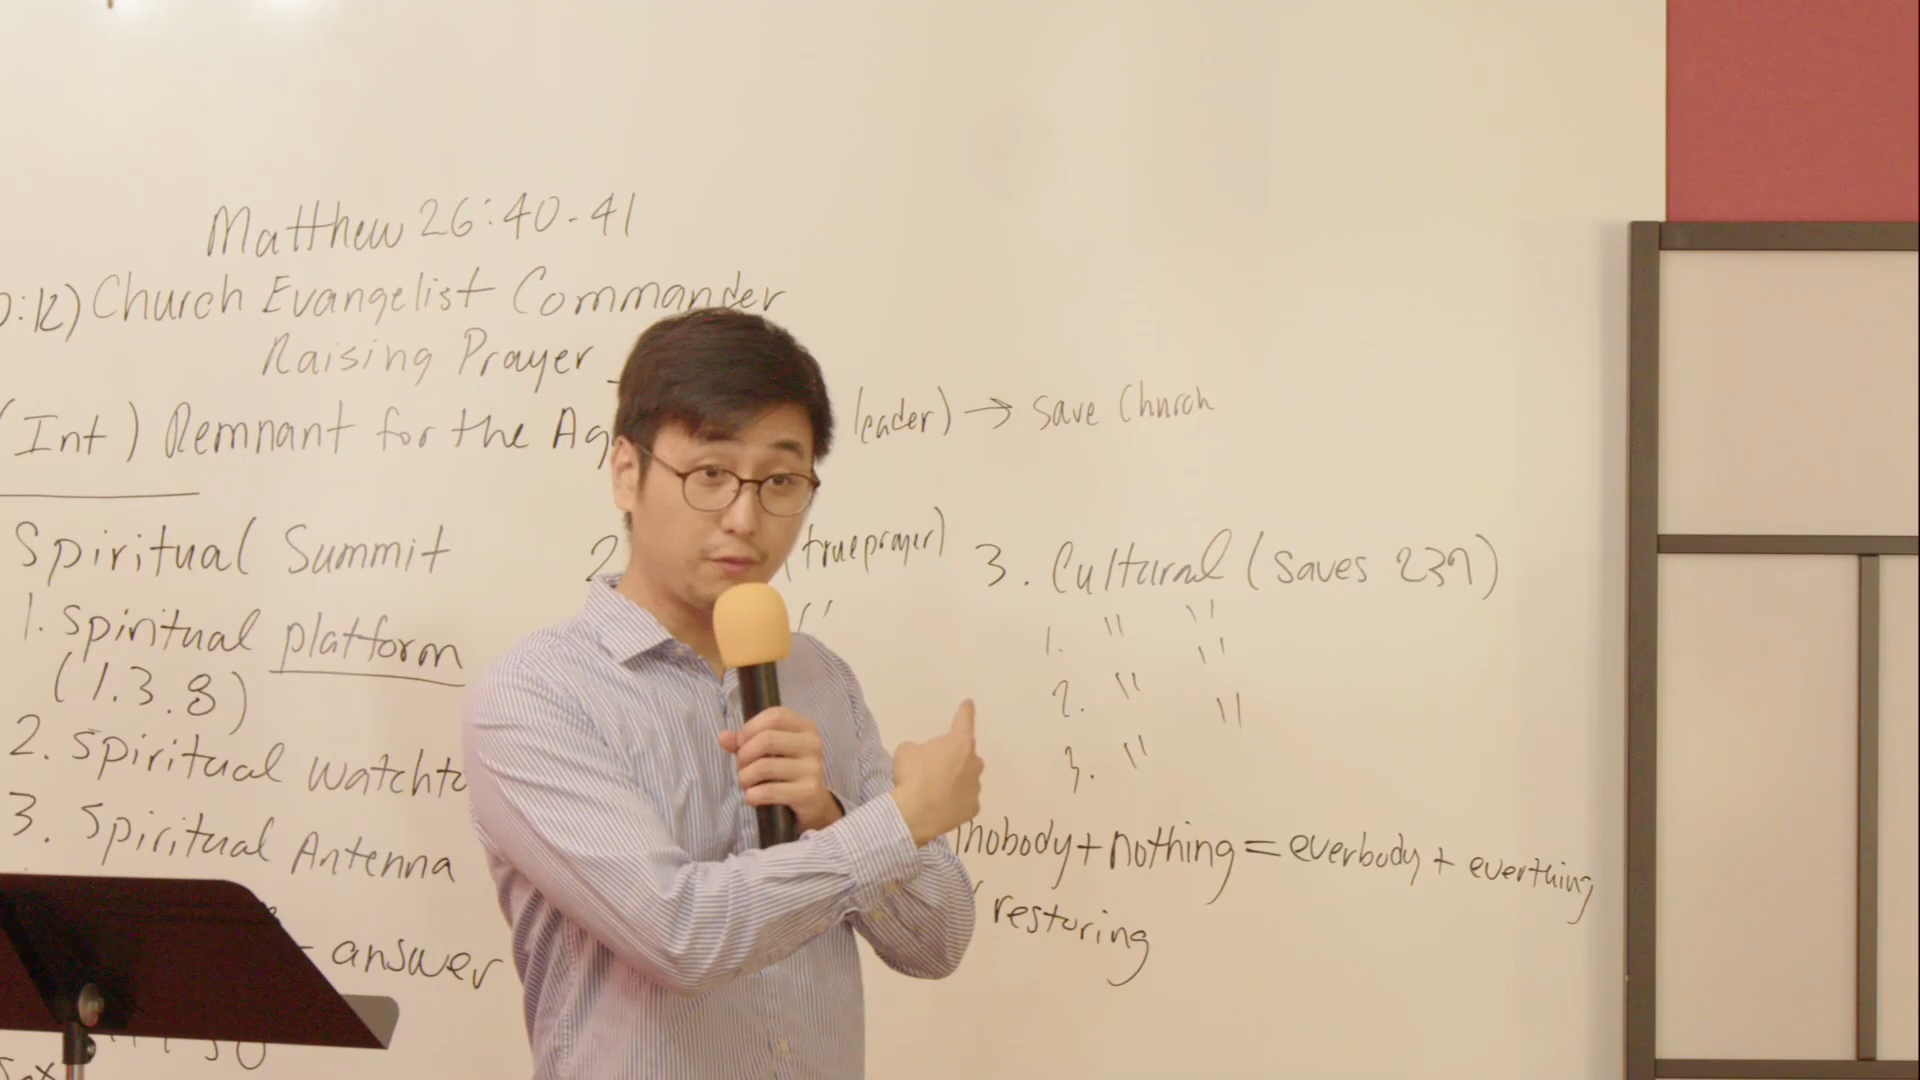 Matthew 26:40-41
:12) Church Evangelist Commander
Raising Prayer
(Int) Remnant for the Ag leader) → save Church
Spiritual Summit
1. spiritual platform
(1.3.8)
2. spiritual watchto
3. Spiritual Antenna
answer
2 (true prayer)
3. Cultural (saves 237)
1. " "
2. " "
3. " "
nobody + nothing = everbody + everthing
restoring